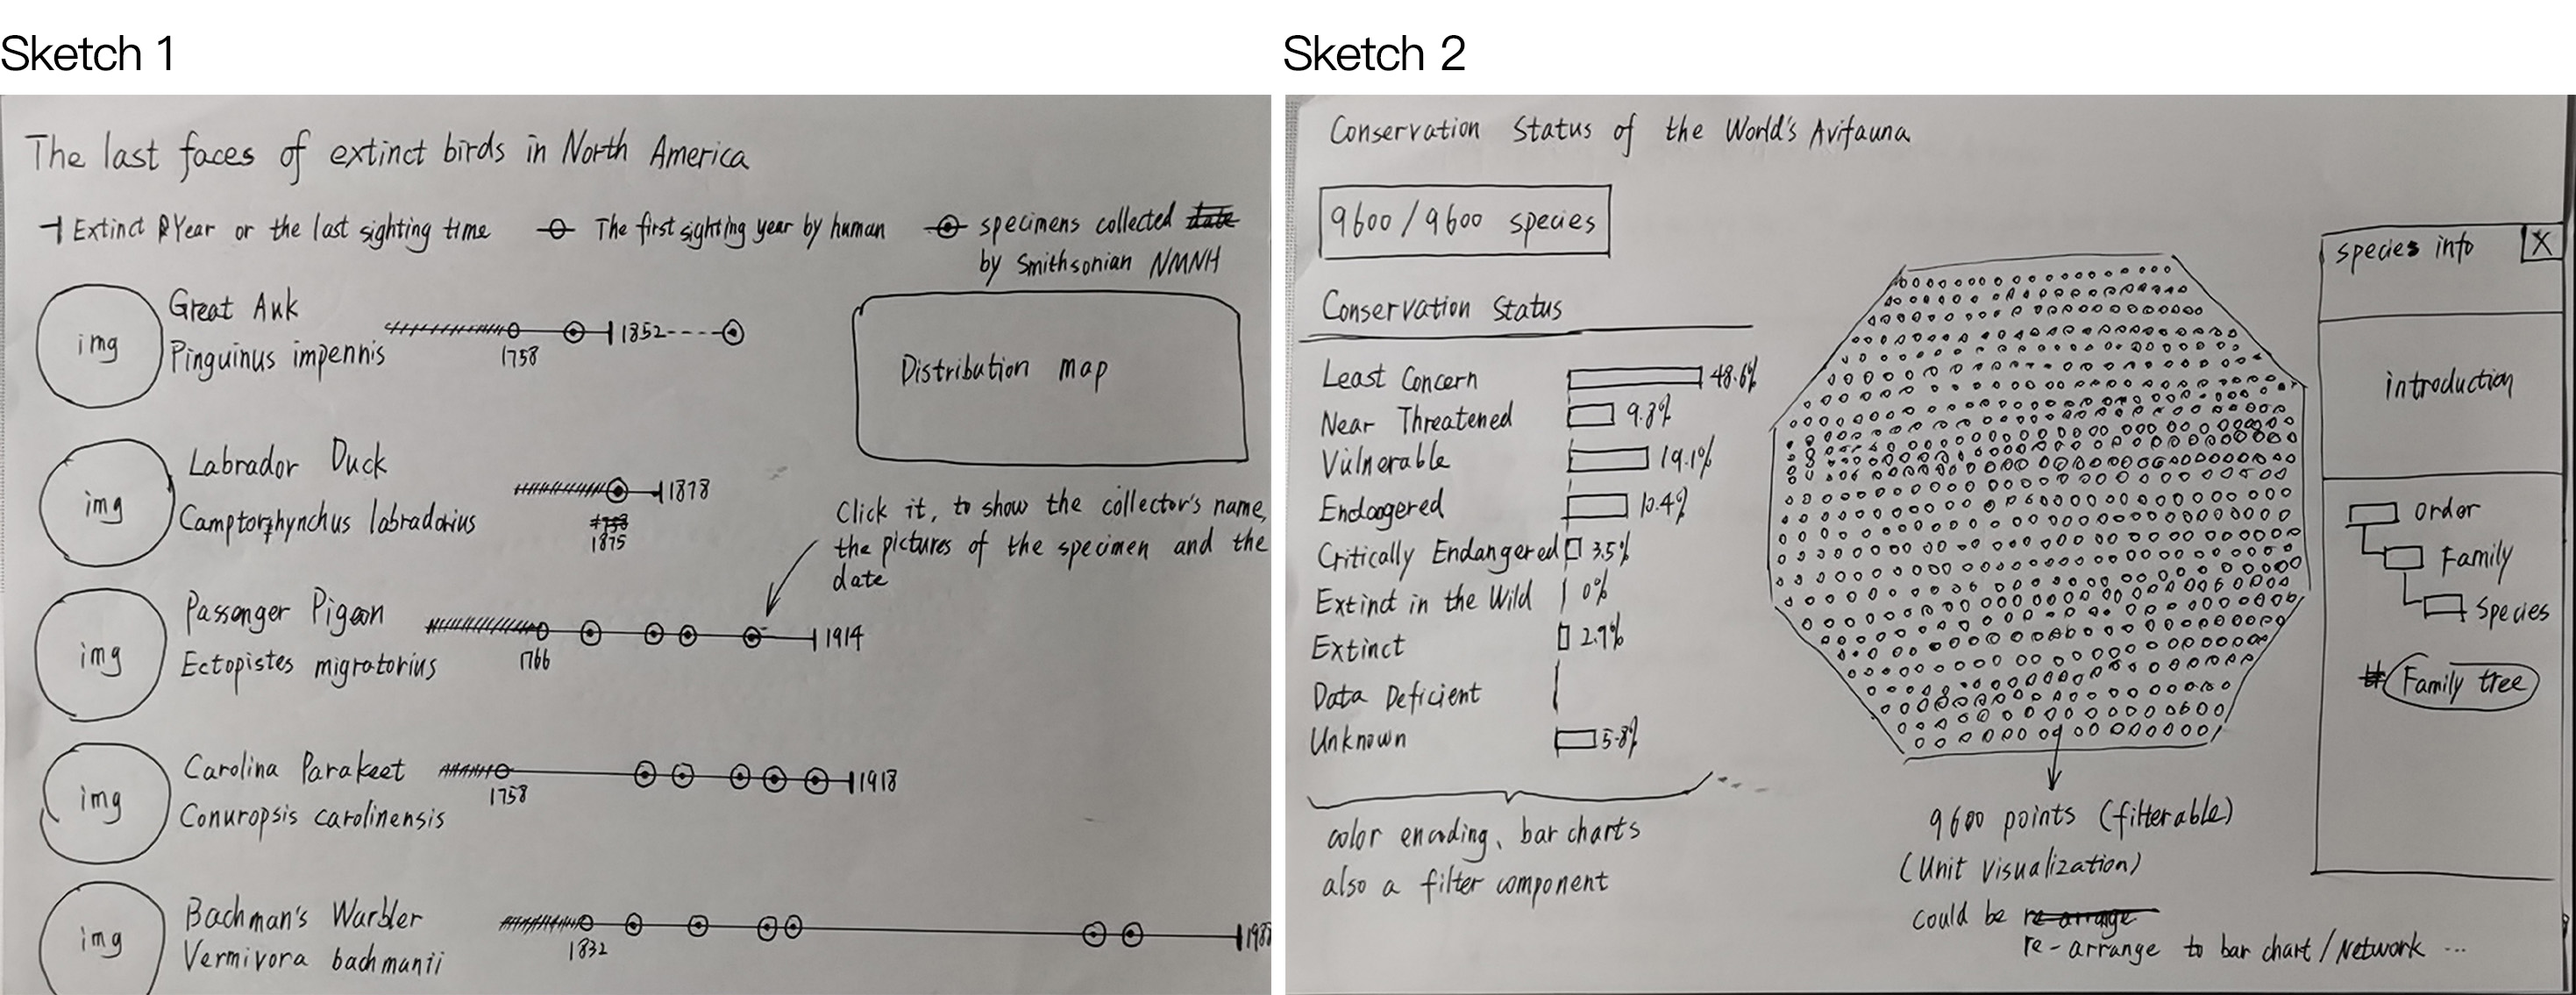 Sketch 1
The last faces of extinct birds in North America
Extinct Year or the last sighting time
The first sighting year by human
specimens collected date
by Smithsonian NMNH
img
Great Auk
Pinguinus impennis
1758
1852
Distribution map
img
Labrador Duck
Camptorhynchus labradorius
1878
1758
1875
Click it, to show the collector's name,
the pictures of the specimen and the
date
img
Passenger Pigeon
Ectopistes migratorius
1766
1914
img
Carolina Parakeet
Conuropsis carolinensis
1758
1918
img
Bachman's Warbler
Vermivora bachmanii
1832
Sketch 2
Conservation Status of the World's Avifauna
9600/9600 species
Conservation Status
Least Concern 48.6%
Near Threatened 9.8%
Vulnerable 19.1%
Endangered 10.4%
Critically Endangered 3.5%
Extinct in the Wild 0%
Extinct 2.7%
Data Deficient
Unknown 5.8%
color encoding, bar charts
also a filter component
9600 points (filterable)
(Unit Visualization)
could be re-arrange
re-arrange to bar chart/Network ...
species info X
introduction
Order
Family
Species
Family tree